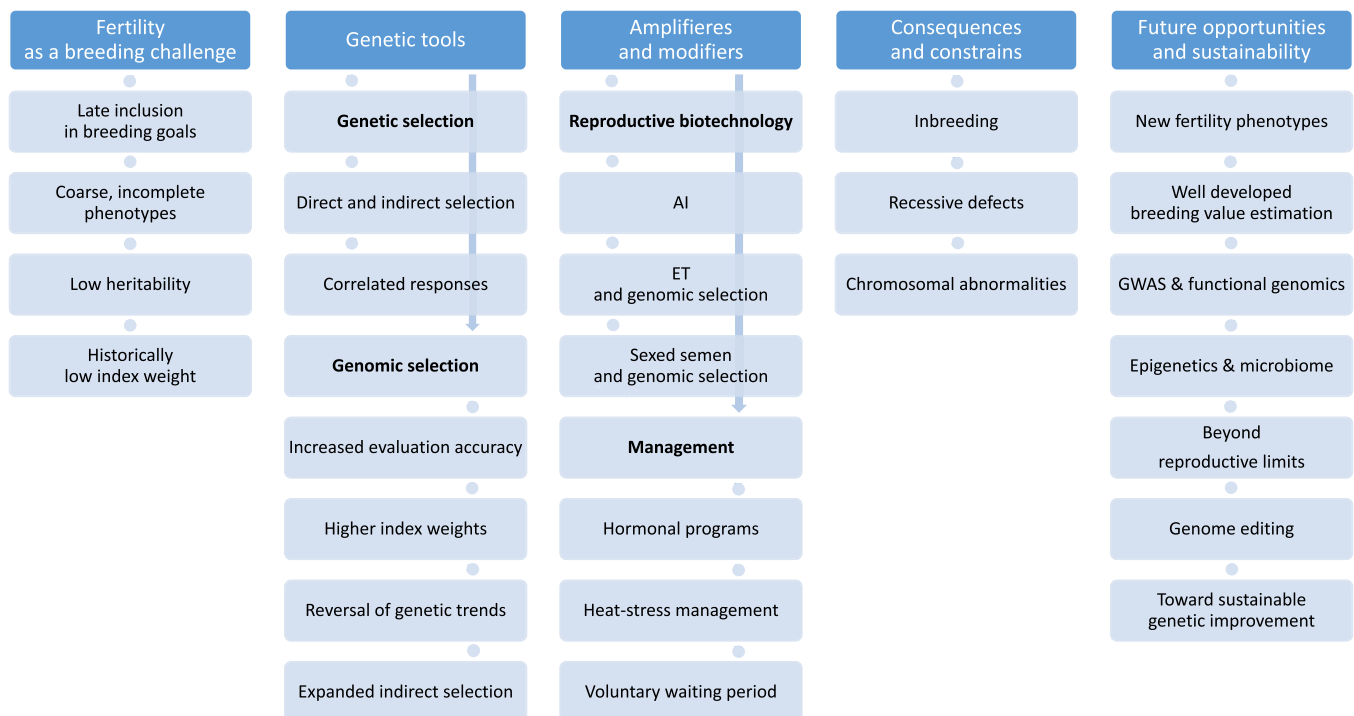 Fertility
as a breeding challenge
Late inclusion
in breeding goals
Coarse, incomplete
phenotypes
Low heritability
Historically
low index weight
Genetic tools
Genetic selection
Direct and indirect selection
Correlated responses
Genomic selection
Increased evaluation accuracy
Higher index weights
Reversal of genetic trends
Expanded indirect selection
Amplifieres
and modifiers
Reproductive biotechnology
AI
ET
and genomic selection
Sexed semen
and genomic selection
Management
Hormonal programs
Heat-stress management
Voluntary waiting period
Consequences
and constrains
Inbreeding
Recessive defects
Chromosomal abnormalities
Future opportunities
and sustainability
New fertility phenotypes
Well developed
breeding value estimation
GWAS & functional genomics
Epigenetics & microbiome
Beyond
reproductive limits
Genome editing
Toward sustainable
genetic improvement